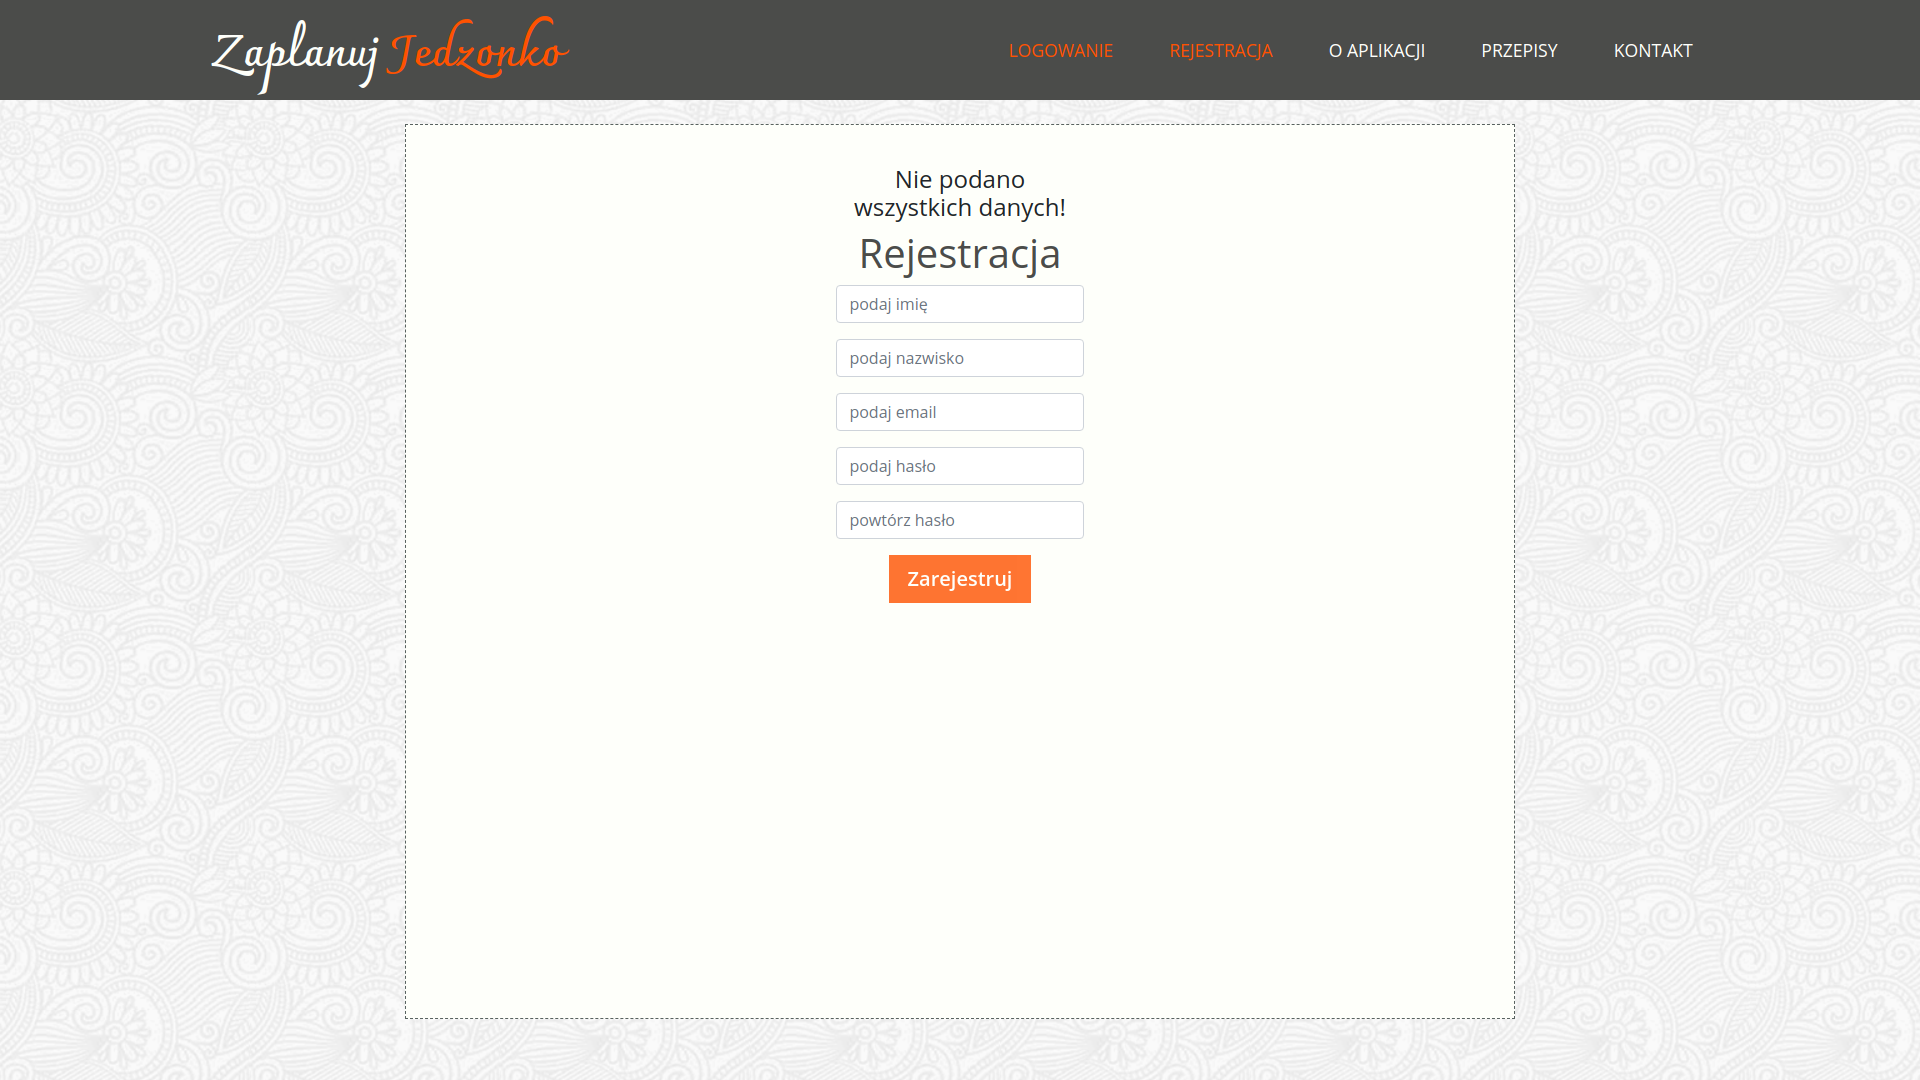 Zaplanuj Jedzonko
LOGOWANIE REJESTRACJA O APLIKACJI PRZEPISY KONTAKT
Nie podano
wszystkich danych!
Rejestracja
podaj imię
podaj nazwisko
podaj email
podaj hasło
powtórz hasło
Zarejestruj